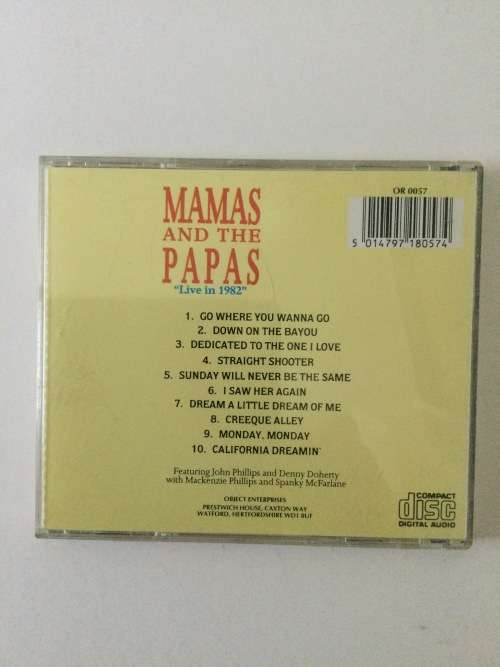 MAMAS
AND THE
PAPAS
"Live in 1982"
OR 0057
5 014797 180574
1. GO WHERE YOU WANNA GO
2. DOWN ON THE BAYOU
3. DEDICATED TO THE ONE I LOVE
4. STRAIGHT SHOOTER
5. SUNDAY WILL NEVER BE THE SAME
6. I SAW HER AGAIN
7. DREAM A LITTLE DREAM OF ME
8. CREEQUE ALLEY
9. MONDAY, MONDAY
10. CALIFORNIA DREAMIN'
Featuring John Phillips and Denny Doherty
with Mackenzie Phillips and Spanky McFarlane
OBJECT ENTERPRISES
PRESTWICH HOUSE, CAXTON WAY
WATFORD, HERTFORDSHIRE WD1 8UF
COMPACT
disc
DIGITAL AUDIO